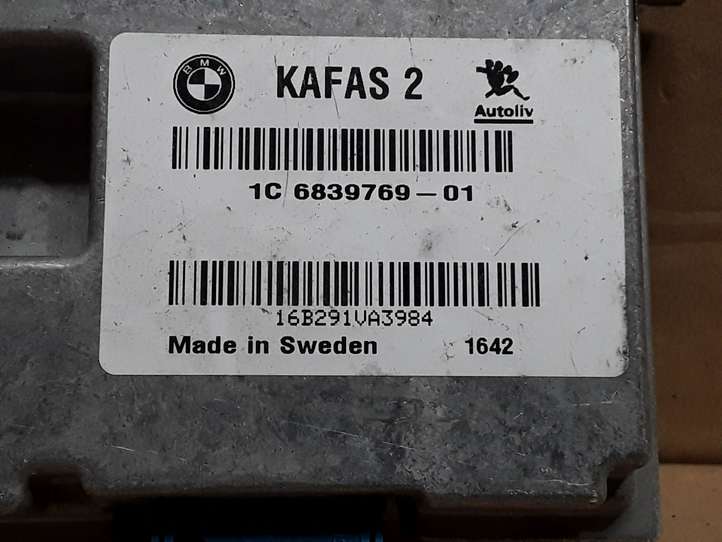 BMW
KAFAS 2
Autoliv
1C 6839769-01
16B291VA3984
Made in Sweden 1642